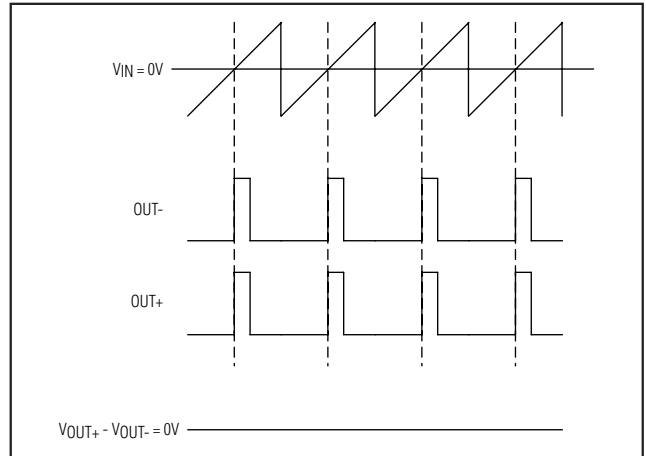 VIN = 0V
OUT-
OUT+
VOUT+ - VOUT- = 0V